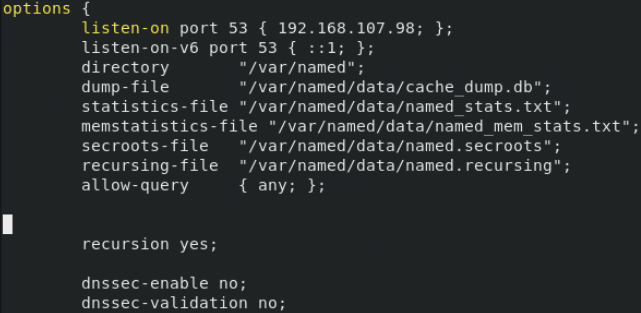 options {
listen-on port 53 { 192.168.107.98; };
listen-on-v6 port 53 { ::1; };
directory "/var/named";
dump-file "/var/named/data/cache_dump.db";
statistics-file "/var/named/data/named_stats.txt";
memstatistics-file "/var/named/data/named_mem_stats.txt";
secroots-file "/var/named/data/named.secroots";
recursing-file "/var/named/data/named.recursing";
allow-query { any; };
recursion yes;
dnssec-enable no;
dnssec-validation no;